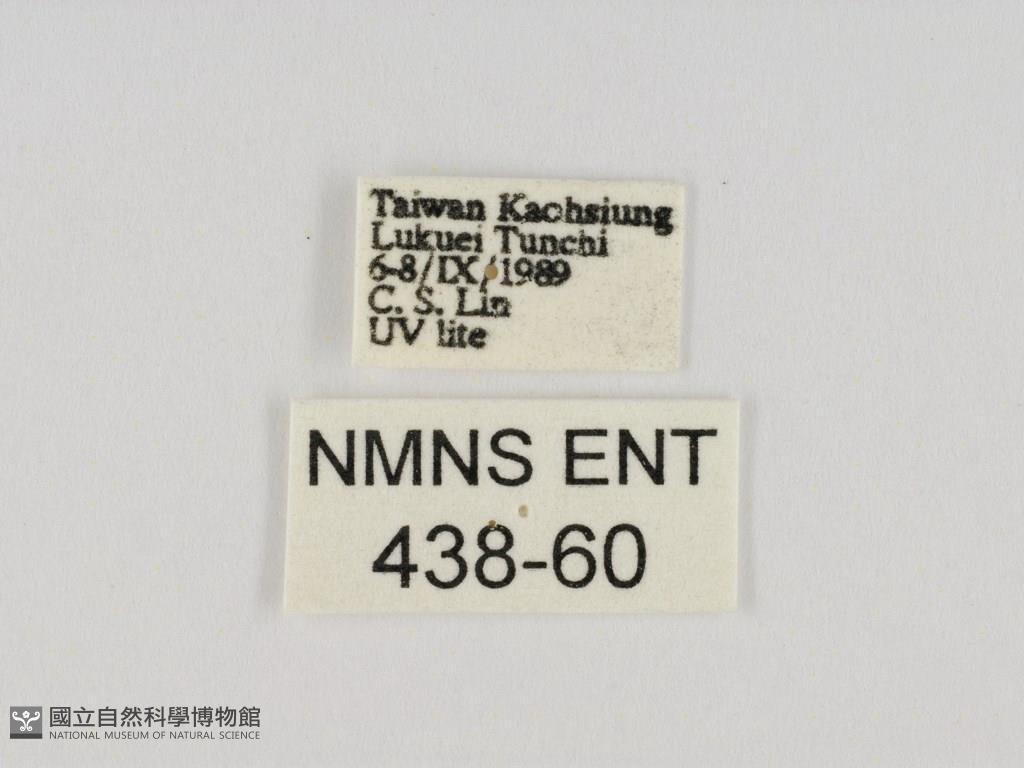 Taiwan Kaohsiung
Lukuei Tunchi
6-8/IX/1989
C. S. Lin
UV lite
NMNS ENT
438-60
國立自然科學博物館
NATIONAL MUSEUM OF NATURAL SCIENCE